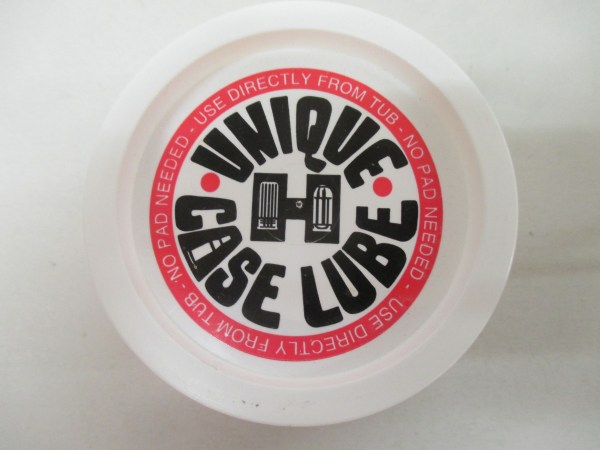 USE DIRECTLY FROM TUB - NO PAD NEEDED - USE DIRECTLY FROM TUB - NO PAD NEEDED -
UNIQUE
H
CASE LUBE